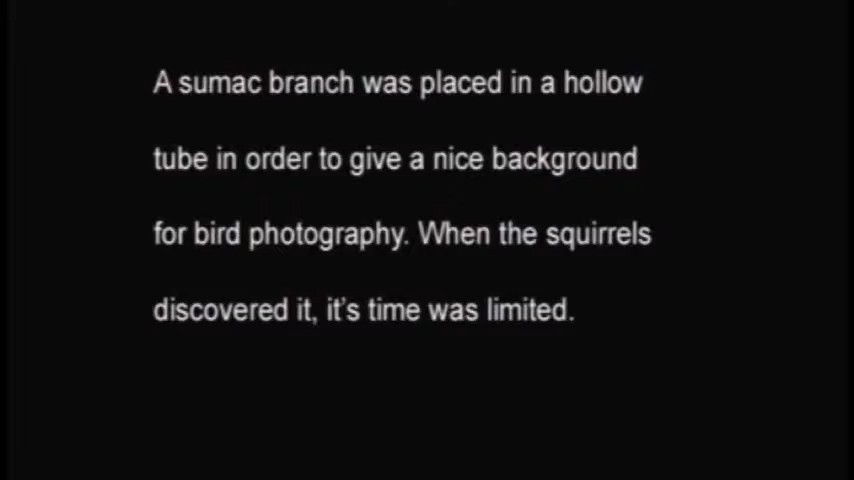 A sumac branch was placed in a hollow
tube in order to give a nice background
for bird photography. When the squirrels
discovered it, it’s time was limited.